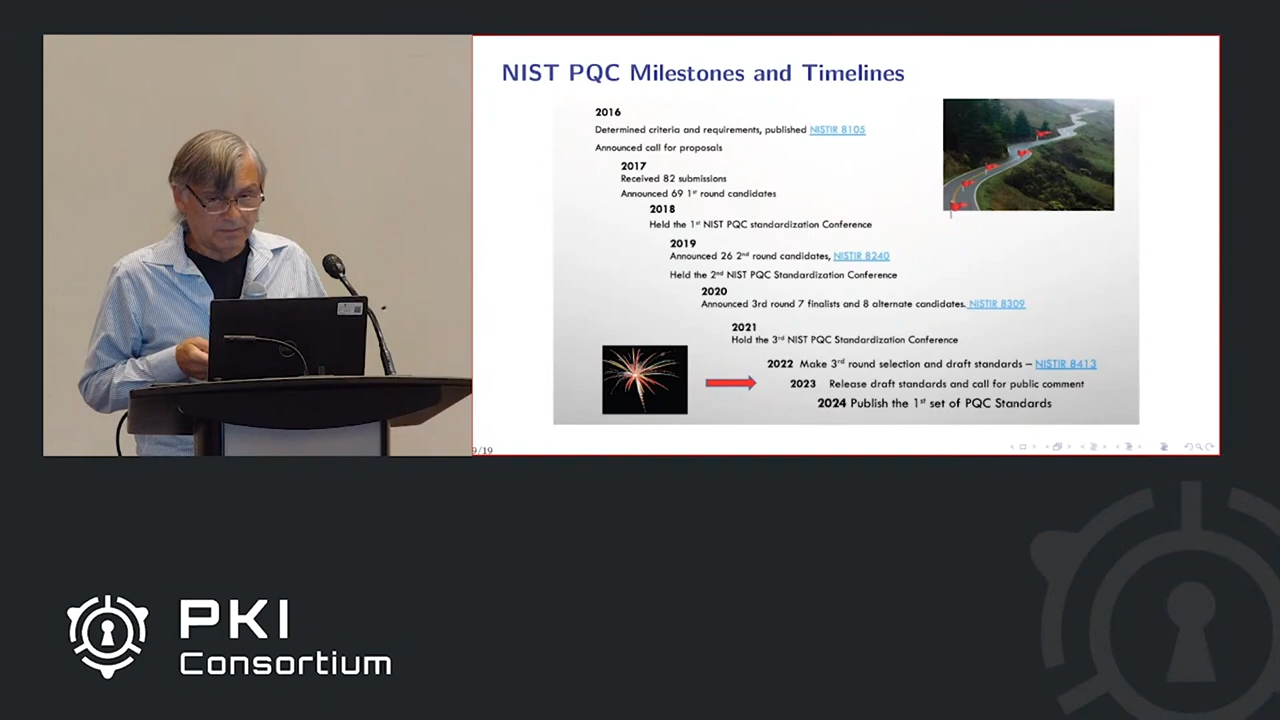 NIST PQC Milestones and Timelines
2016
Determined criteria and requirements, published NISTIR 8105
Announced call for proposals
2017
Received 82 submissions
Announced 69 1st round candidates
2018
Held the 1st NIST PQC standardization Conference
2019
Announced 26 2nd round candidates, NISTIR 8240
Held the 2nd NIST PQC Standardization Conference
2020
Announced 3rd round 7 finalists and 8 alternate candidates. NISTIR 8309
2021
Hold the 3rd NIST PQC Standardization Conference
2022 Make 3rd round selection and draft standards – NISTIR 8413
2023 Release draft standards and call for public comment
2024 Publish the 1st set of PQC Standards
9/19
PKI
Consortium